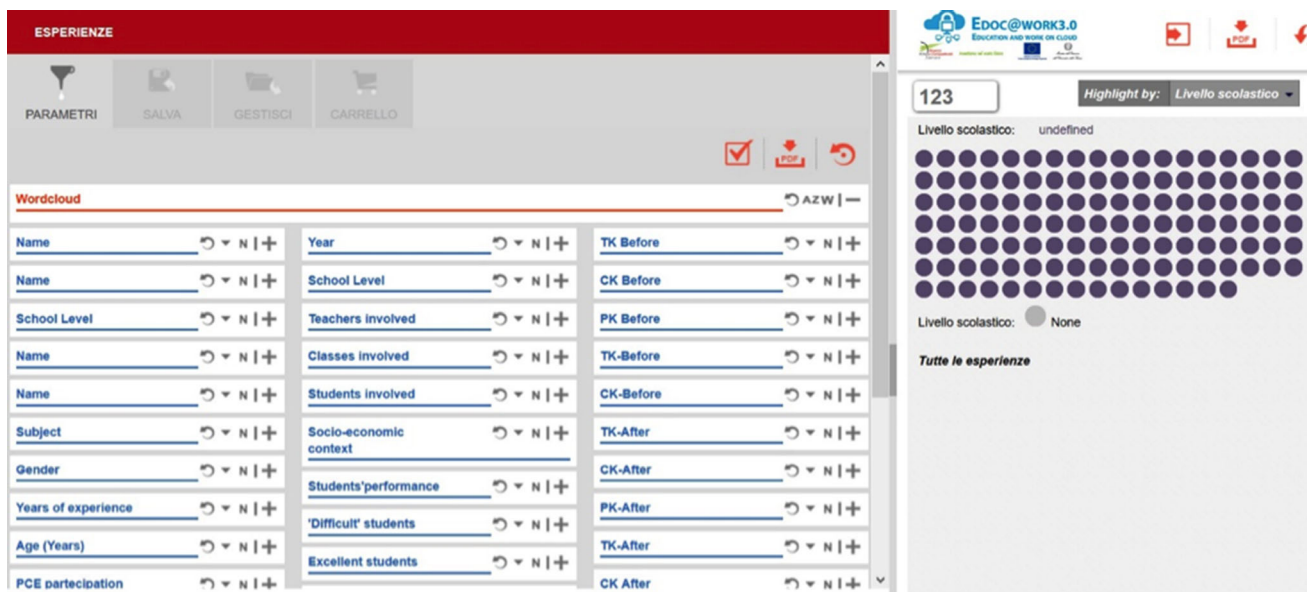 ESPERIENZE
PARAMETRI
SALVA
GESTISCI
CARRELLO
PDF
Wordcloud
AZW
Name N
Name N
School Level N
Name N
Name N
Subject N
Gender N
Years of experience N
Age (Years) N
PCE partecipation N
Year N
School Level N
Teachers involved N
Classes involved N
Students involved N
Socio-economic N
context
Students'performance N
'Difficult' students N
Excellent students N
TK Before N
CK Before N
PK Before N
TK-Before N
CK-Before N
TK-After N
CK-After N
PK-After N
TK-After N
CK After N
EDOC@WORK3.0
EDUCATION AND WORK ON CLOUD
PDF
123
Highlight by: Livello scolastico
Livello scolastico: undefined
Livello scolastico: None
Tutte le esperienze